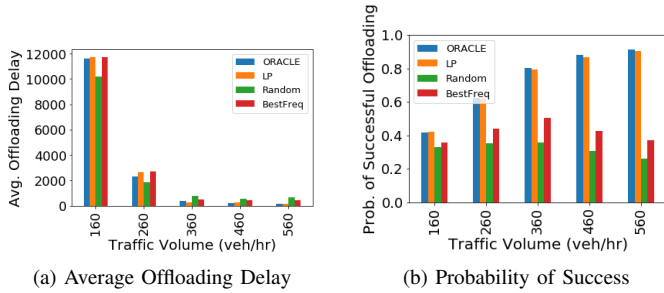 12000
10000
8000
6000
4000
2000
0
Avg. Offloading Delay
ORACLE
LP
Random
BestFreq
160
260
360
460
560
Traffic Volume (veh/hr)
(a) Average Offloading Delay
1.0
0.8
0.6
0.4
0.2
0.0
Prob. of Successful Offloading
ORACLE
LP
Random
BestFreq
160
260
360
460
560
Traffic Volume (veh/hr)
(b) Probability of Success